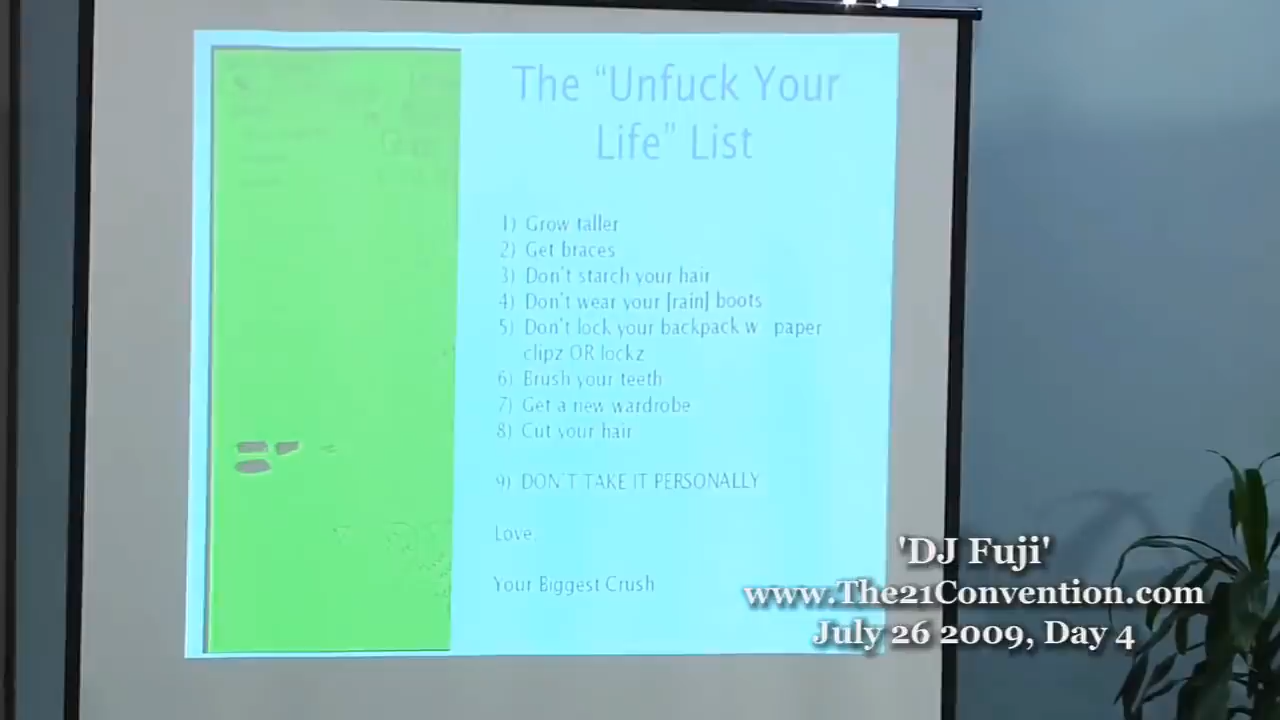 The “Unfuck Your
Life” List
1) Grow taller
2) Get braces
3) Don't starch your hair
4) Don't wear your [rain] boots
5) Don't lock your backpack w paper
clipz OR lockz
6) Brush your teeth
7) Get a new wardrobe
8) Cut your hair
9) DON'T TAKE IT PERSONALLY
Love,
Your Biggest Crush
'DJ Fuji'
www.The21Convention.com
July 26 2009, Day 4